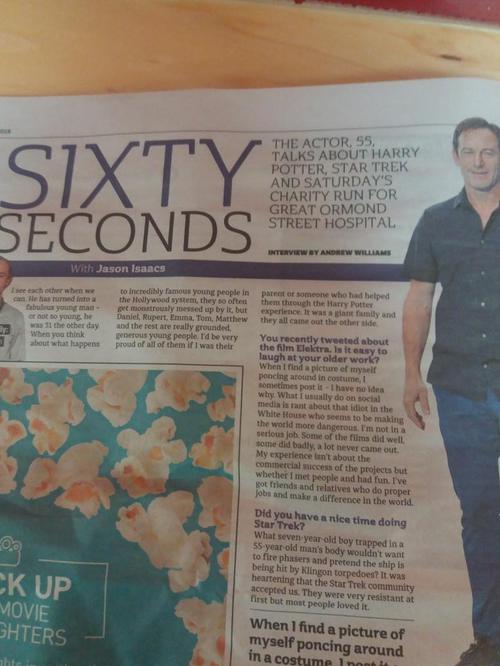 SIXTY
SECONDS
THE ACTOR, 55,
TALKS ABOUT HARRY
POTTER, STAR TREK
AND SATURDAY'S
CHARITY RUN FOR
GREAT ORMOND
STREET HOSPITAL
INTERVIEW BY ANDREW WILLIAMS
With Jason Isaacs
I see each other when we
can. He has turned into a
fabulous young man –
or not so young, he
was 31 the other day
When you think
about what happens
to incredibly famous young people in
the Hollywood system, they so often
get monstrously messed up by it, but
Daniel, Rupert, Emma, Tom, Matthew
and the rest are really grounded,
generous young people. I'd be very
proud of all of them if I was their
parent or someone who had helped
them through the Harry Potter
experience. It was a giant family and
they all came out the other side.
You recently tweeted about
the film Elektra. Is it easy to
laugh at your older work?
When I find a picture of myself
poncing around in costume, I
sometimes post it – I have no idea
why. What I usually do on social
media is rant about that idiot in the
White House who seems to be making
the world more dangerous. I'm not in a
serious job. Some of the films did well,
some did badly, a lot never came out.
My experience isn't about the
commercial success of the projects but
whether I met people and had fun. I've
got friends and relatives who do proper
jobs and make a difference in the world.
Did you have a nice time doing
Star Trek?
What seven-year-old boy trapped in a
55-year-old man's body wouldn't want
to fire phasers and pretend the ship is
being hit by Klingon torpedoes? It was
heartening that the Star Trek community
accepted us. They were very resistant at
first but most people loved it.
When I find a picture of
myself poncing around
in a costume, I post it
CK UP
MOVIE
GHTERS